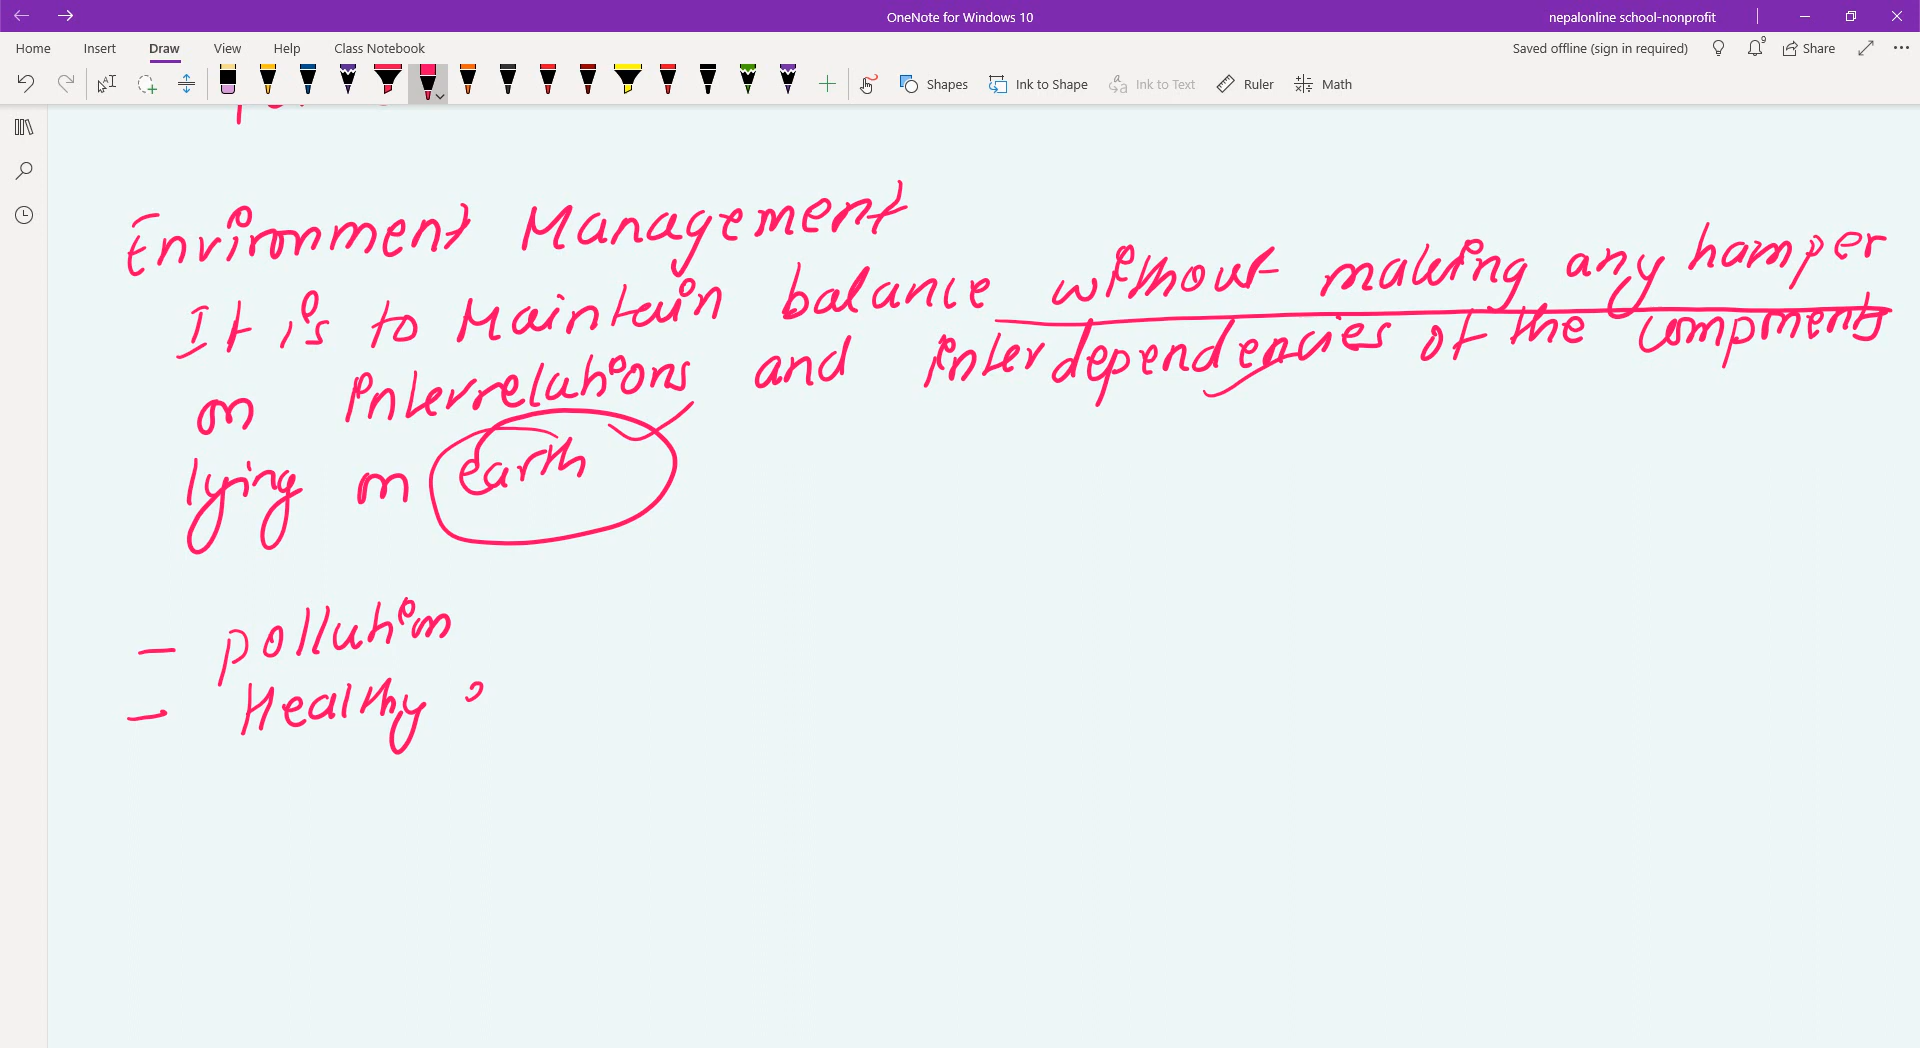 OneNote for Windows 10
nepalonline school-nonprofit
Home Insert Draw View Help Class Notebook
Saved offline (sign in required)
9
Share
Shapes Ink to Shape Ink to Text Ruler Math
Environment Management
It is to Maintain balance without making any hamper
on interrelations and interdependencies of the components
lying on earth
- pollution
- Healthy